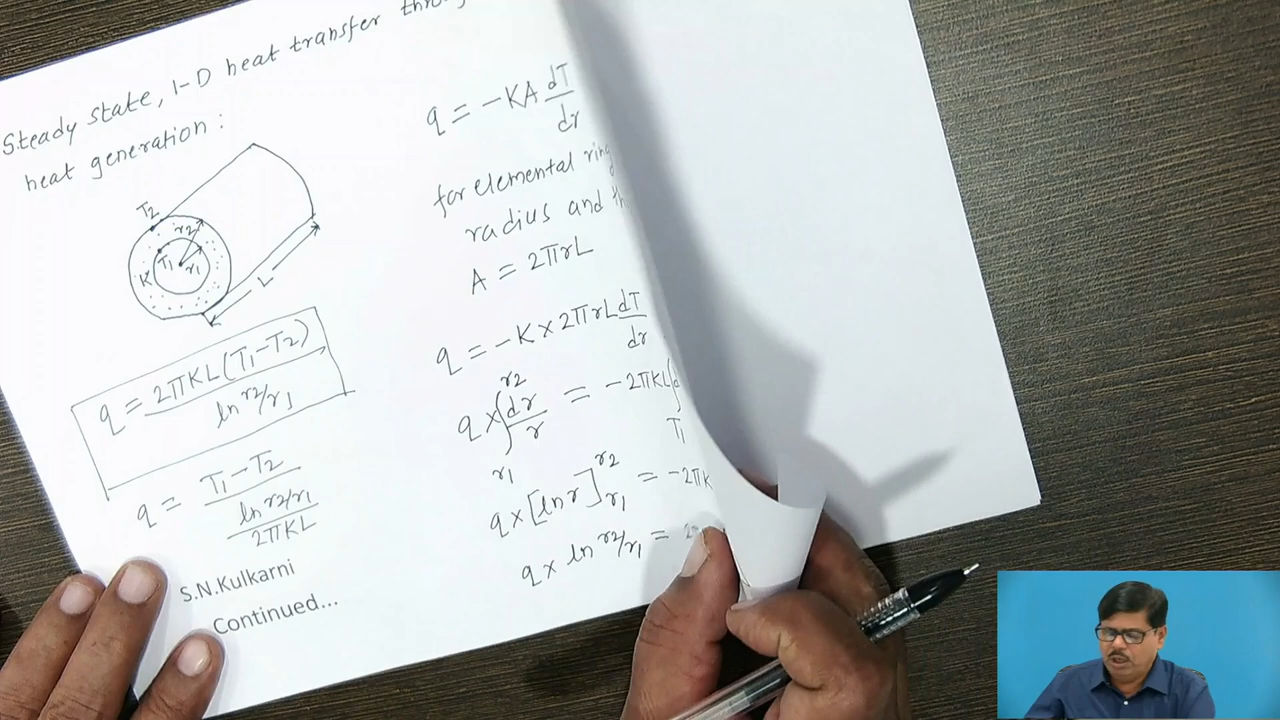 Steady state, 1-D heat transfer
heat generation :
T2
r2
K T1 r1
L
q = 2πKL(T1-T2)
ln r2/r1
q = T1-T2
ln r2/r1
2πKL
S.N.Kulkarni
Continued...
q = -KA dT
dr
for elemental ring
radius and
A = 2πrL
q = -K × 2πrL dT
dr
r2
q × ∫ dr = -2πKL ∫
r
r1 T1
q × [ln r] r2 r1 = -2πK
q × ln r2/r1 =